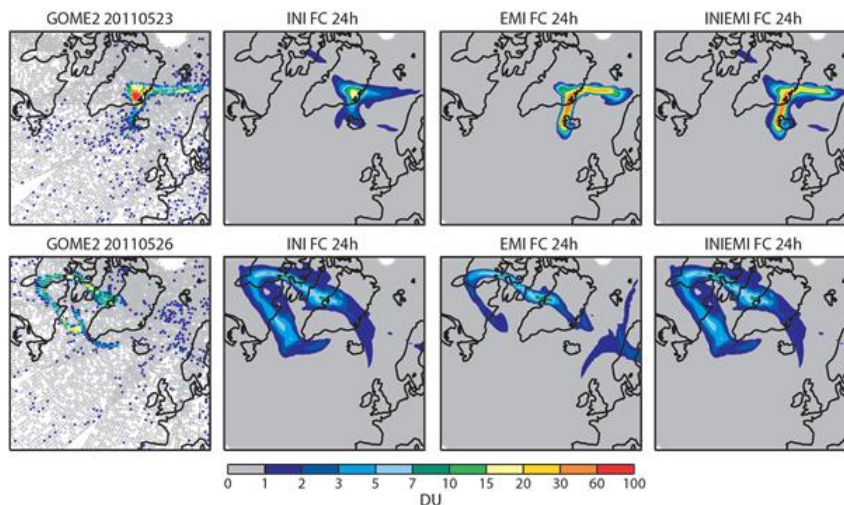 GOME2 20110523 INI FC 24h EMI FC 24h INIEMI FC 24h
GOME2 20110526 INI FC 24h EMI FC 24h INIEMI FC 24h
0 1 2 3 5 7 10 15 20 30 60 100
DU